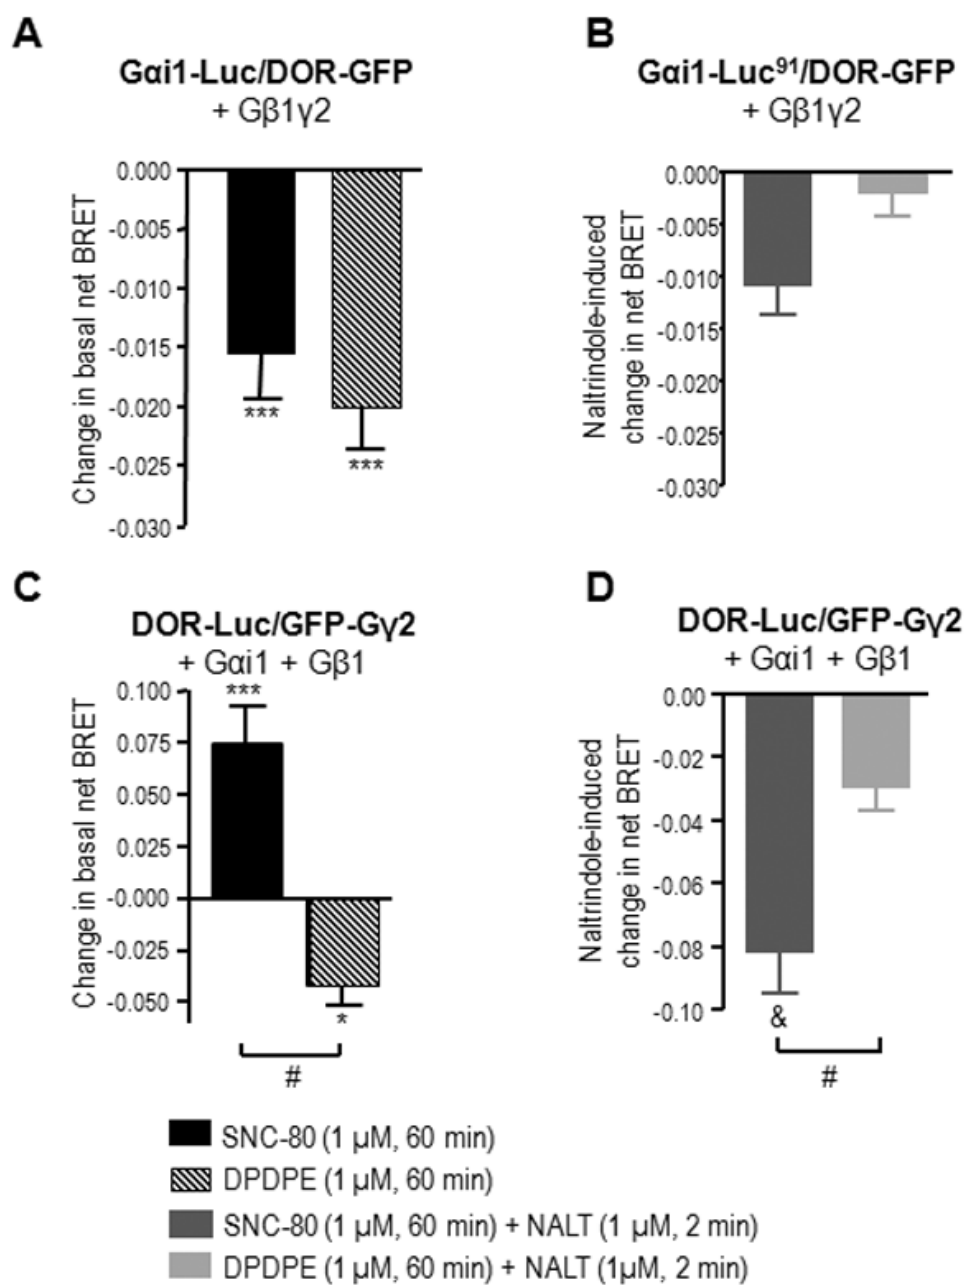 A
Gαi1-Luc/DOR-GFP
+ Gβ1γ2
Change in basal net BRET
0.000
-0.005
-0.010
-0.015
-0.020
-0.025
-0.030
***
***
B
Gαi1-Luc⁹¹/DOR-GFP
+ Gβ1γ2
Naltrindole-induced
change in net BRET
0.000
-0.005
-0.010
-0.015
-0.020
-0.025
-0.030
C
DOR-Luc/GFP-Gγ2
+ Gαi1 + Gβ1
Change in basal net BRET
0.100
0.075
0.050
0.025
-0.000
-0.025
-0.050
***
*
#
D
DOR-Luc/GFP-Gγ2
+ Gαi1 + Gβ1
Naltrindole-induced
change in net BRET
0.00
-0.02
-0.04
-0.06
-0.08
-0.10
&
#
SNC-80 (1 µM, 60 min)
DPDPE (1 µM, 60 min)
SNC-80 (1 µM, 60 min) + NALT (1 µM, 2 min)
DPDPE (1 µM, 60 min) + NALT (1µM, 2 min)